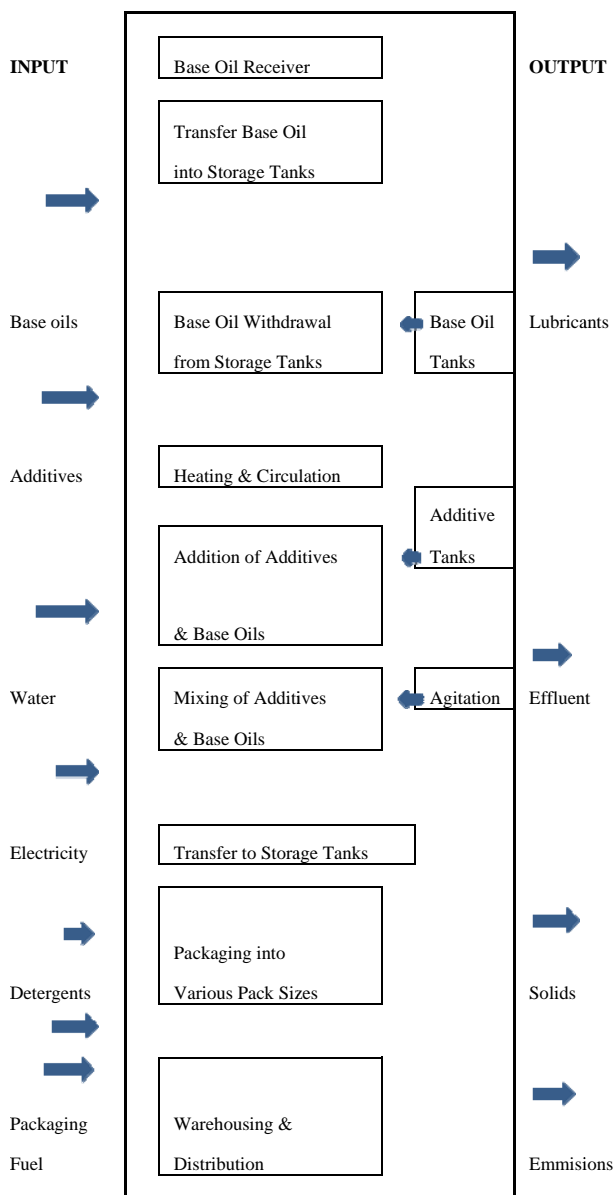 INPUT
Base Oil Receiver
OUTPUT
Transfer Base Oil
into Storage Tanks
Base oils
Base Oil Withdrawal
from Storage Tanks
Base Oil
Tanks
Lubricants
Additives
Heating & Circulation
Additive
Tanks
Addition of Additives
& Base Oils
Water
Mixing of Additives
& Base Oils
Agitation
Effluent
Electricity
Transfer to Storage Tanks
Packaging into
Various Pack Sizes
Detergents
Solids
Packaging
Fuel
Warehousing &
Distribution
Emmisions